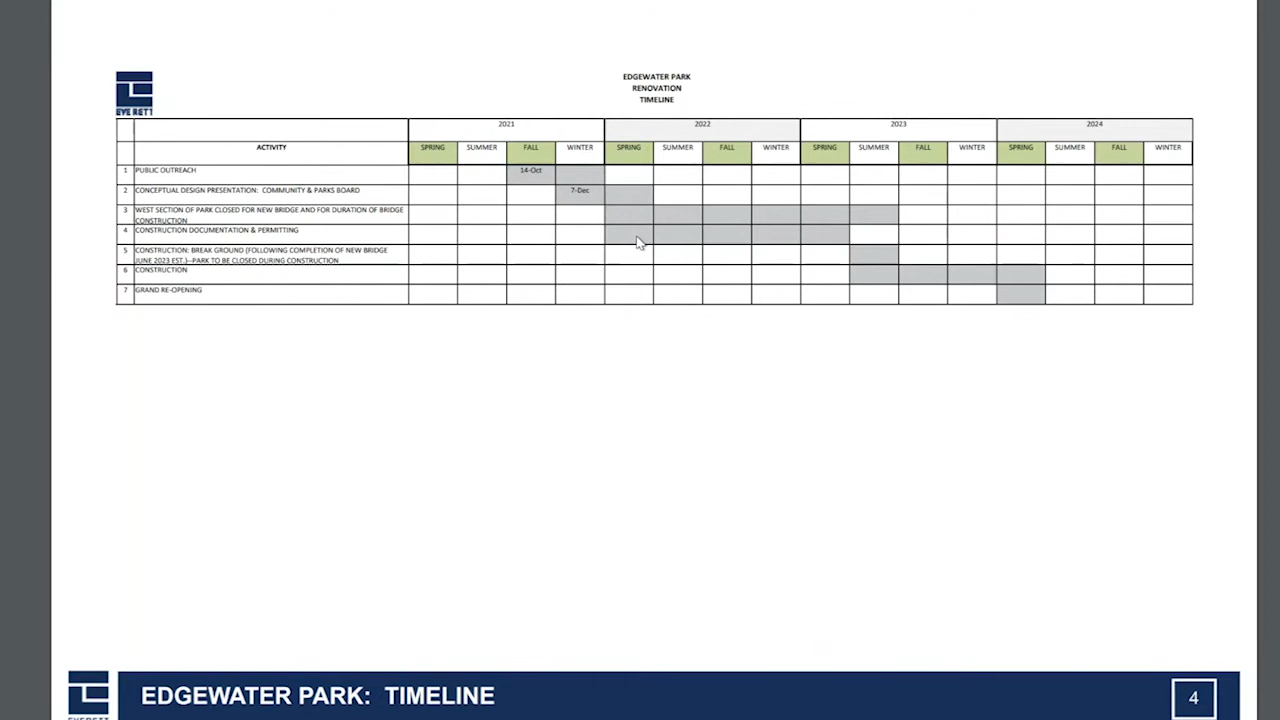 EVERETT
EDGEWATER PARK
RENOVATION
TIMELINE
2021 2022 2023 2024
ACTIVITY SPRING SUMMER FALL WINTER SPRING SUMMER FALL WINTER SPRING SUMMER FALL WINTER SPRING SUMMER FALL WINTER
1 PUBLIC OUTREACH 14-Oct
2 CONCEPTUAL DESIGN PRESENTATION: COMMUNITY & PARKS BOARD 7-Dec
3 WEST SECTION OF PARK CLOSED FOR NEW BRIDGE AND FOR DURATION OF BRIDGE
CONSTRUCTION
4 CONSTRUCTION DOCUMENTATION & PERMITTING
5 CONSTRUCTION: BREAK GROUND (FOLLOWING COMPLETION OF NEW BRIDGE
JUNE 2023 EST.)--PARK TO BE CLOSED DURING CONSTRUCTION
6 CONSTRUCTION
7 GRAND RE-OPENING
EDGEWATER PARK: TIMELINE
4
EVERETT